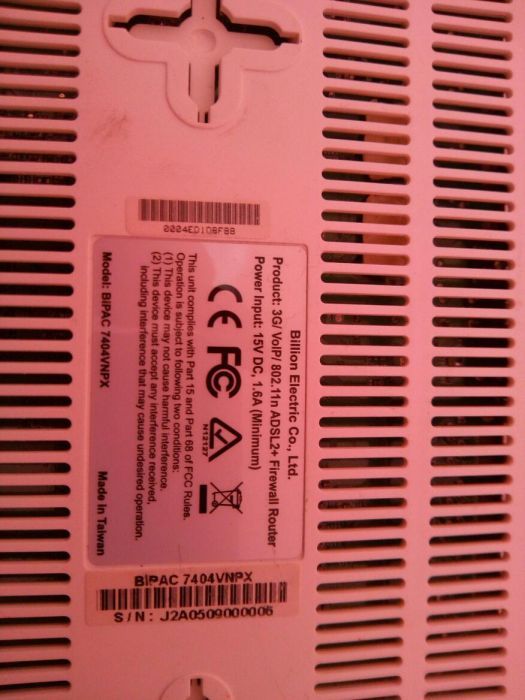 0004ED1D8F88
Billion Electric Co., Ltd.
Product: 3G/ VoIP/ 802.11n ADSL2+ Firewall Router
Power Input: 15V DC, 1.6A (Minimum)
CE FC
N12127
This unit complies with Part 15 and Part 68 of FCC Rules.
Operation is subject to following two conditions:
(1) This device may not cause harmful interference.
(2) This device must accept any interference received,
including interference that may cause undesired operation.
Model: BIPAC 7404VNPX
Made in Taiwan
BIPAC 7404VNPX
S/N : J2A0509000006